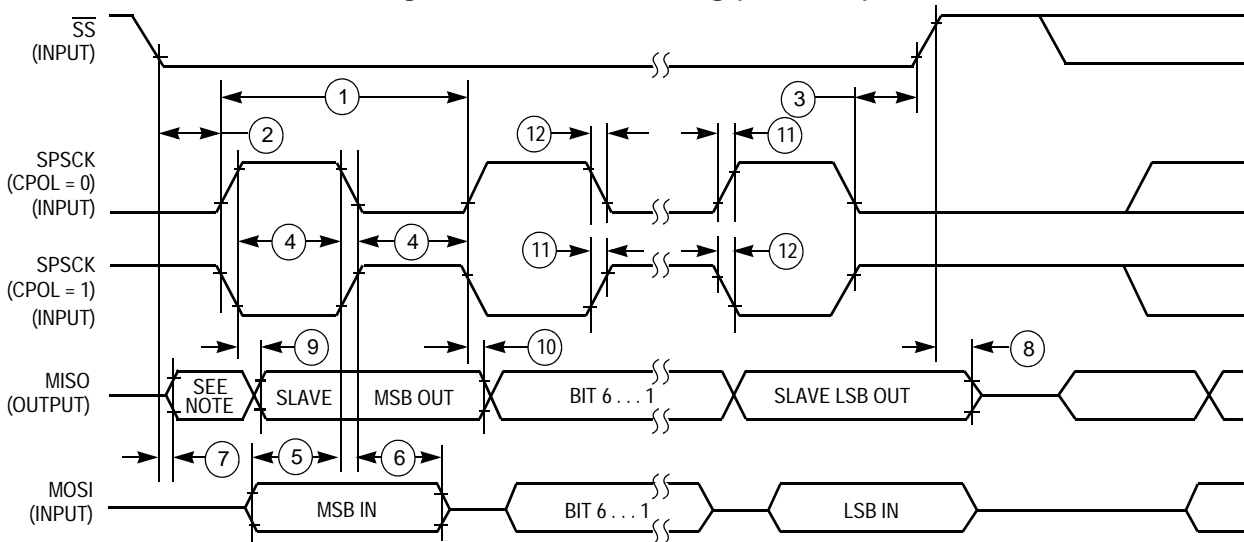 SS
(INPUT)
1
3
2
12
11
SPSCK
(CPOL = 0)
(INPUT)
4
4
11
12
SPSCK
(CPOL = 1)
(INPUT)
9
10
8
MISO
(OUTPUT)
SEE
NOTE
SLAVE
MSB OUT
BIT 6 . . . 1
SLAVE LSB OUT
7
5
6
MOSI
(INPUT)
MSB IN
BIT 6 . . . 1
LSB IN